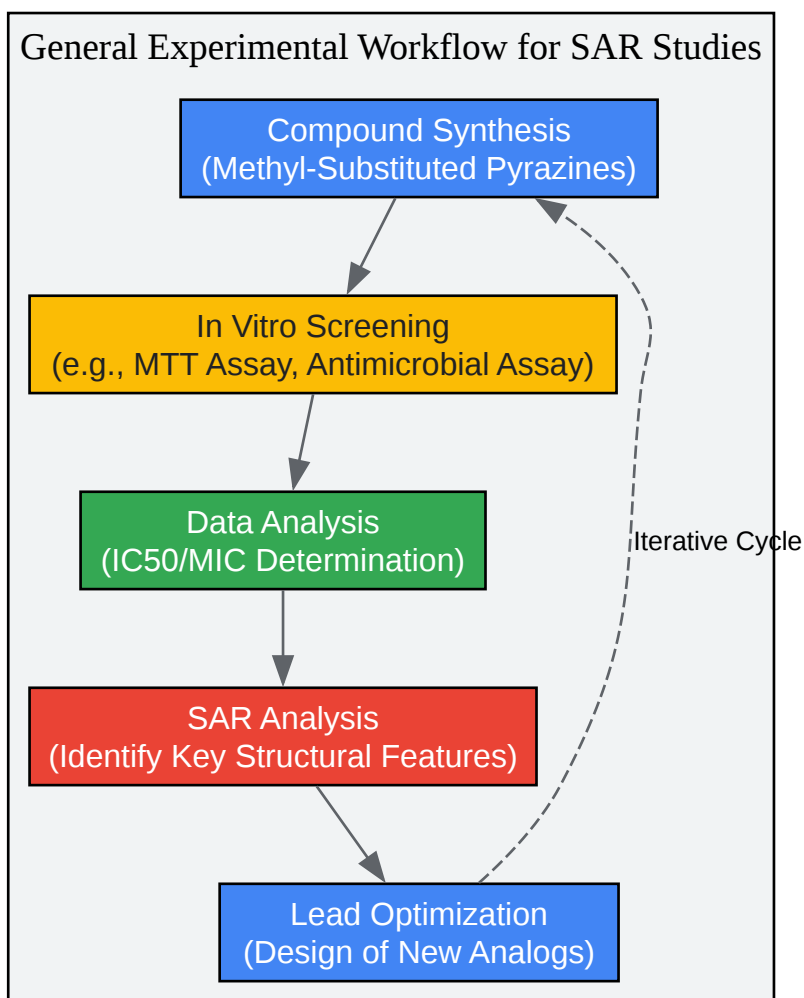 General Experimental Workflow for SAR Studies
Compound Synthesis
(Methyl-Substituted Pyrazines)
In Vitro Screening
(e.g., MTT Assay, Antimicrobial Assay)
Data Analysis
(IC50/MIC Determination)
Iterative Cycle
SAR Analysis
(Identify Key Structural Features)
Lead Optimization
(Design of New Analogs)